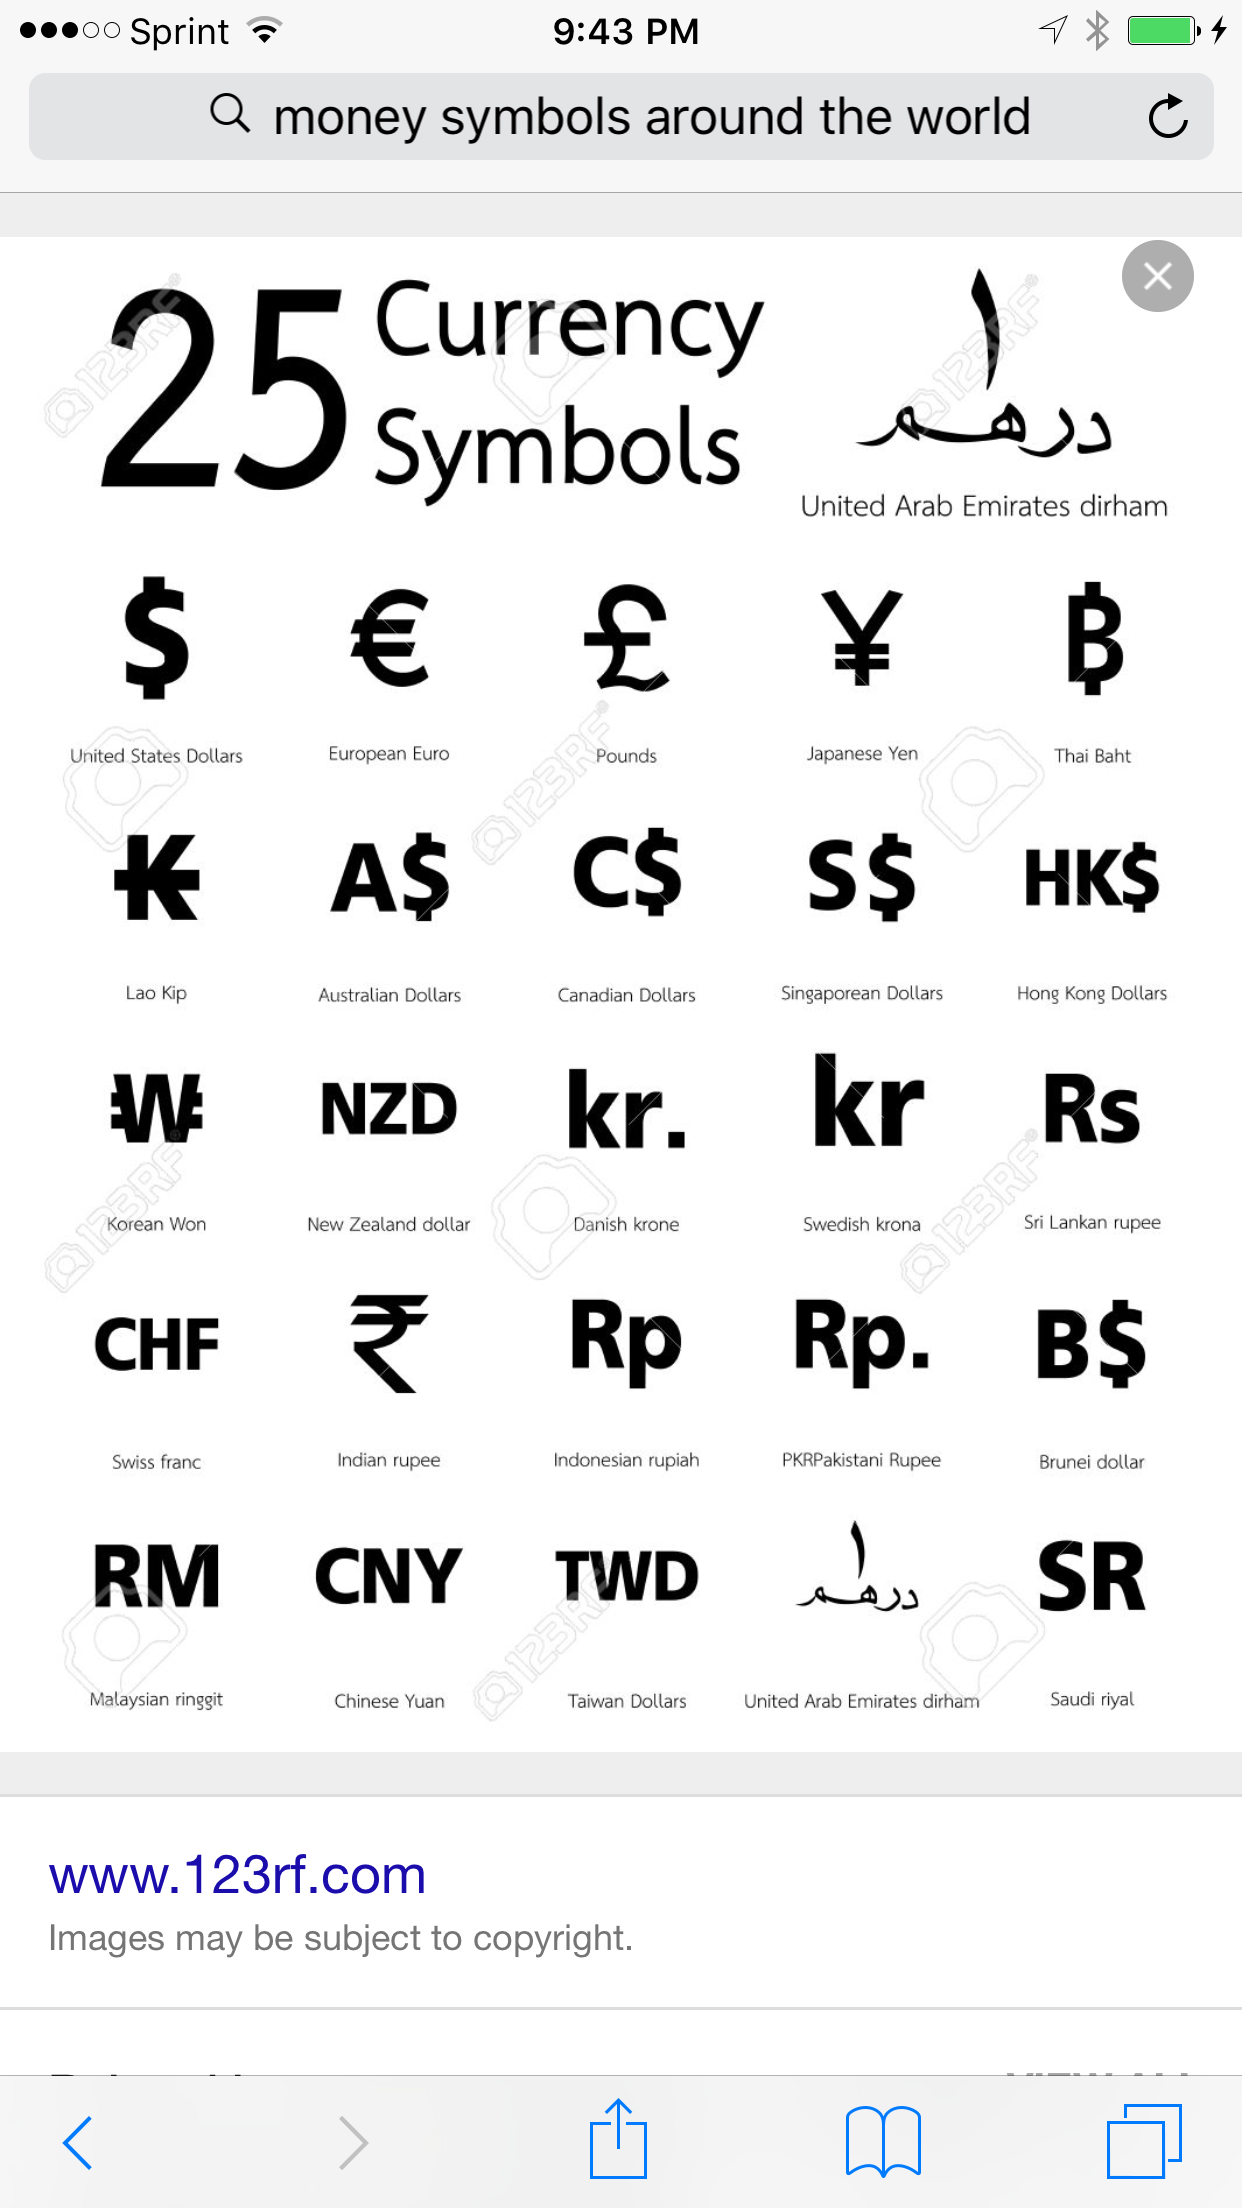 Sprint 9:43 PM
money symbols around the world
25 Currency
Symbols
١
درهم
United Arab Emirates dirham
$ € £ ¥ ฿
United States Dollars European Euro Pounds Japanese Yen Thai Baht
₭ A$ C$ S$ HK$
Lao Kip Australian Dollars Canadian Dollars Singaporean Dollars Hong Kong Dollars
₩ NZD kr. kr Rs
Korean Won New Zealand dollar Danish krone Swedish krona Sri Lankan rupee
CHF ₹ Rp Rp. B$
Swiss franc Indian rupee Indonesian rupiah PKRPakistani Rupee Brunei dollar
RM CNY TWD ١ درهم SR
Malaysian ringgit Chinese Yuan Taiwan Dollars United Arab Emirates dirham Saudi riyal
www.123rf.com
Images may be subject to copyright.